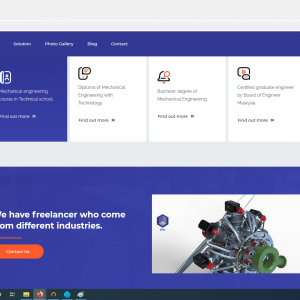 Solution Photo Gallery Blog Contact
Mechanical engineering
course in Technical school.
Find out more »
Diploma of Mechanical
Engineering with
Technology
Find out more »
Bachelor degree of
Mechanical Engineering
Find out more »
Certified graduate engineer
by Board of Engineer
Malaysia
Find out more »
We have freelancer who come
from different industries.
Contact Us